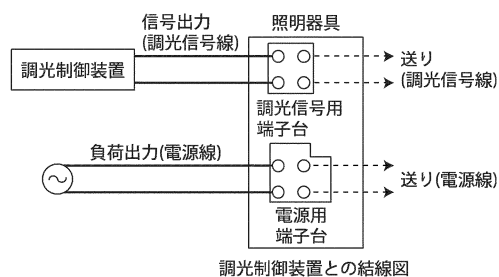 信号出力
(調光信号線)
照明器具
調光制御装置
送り
(調光信号線)
調光信号用
端子台
負荷出力(電源線)
送り(電源線)
電源用
端子台
調光制御装置との結線図